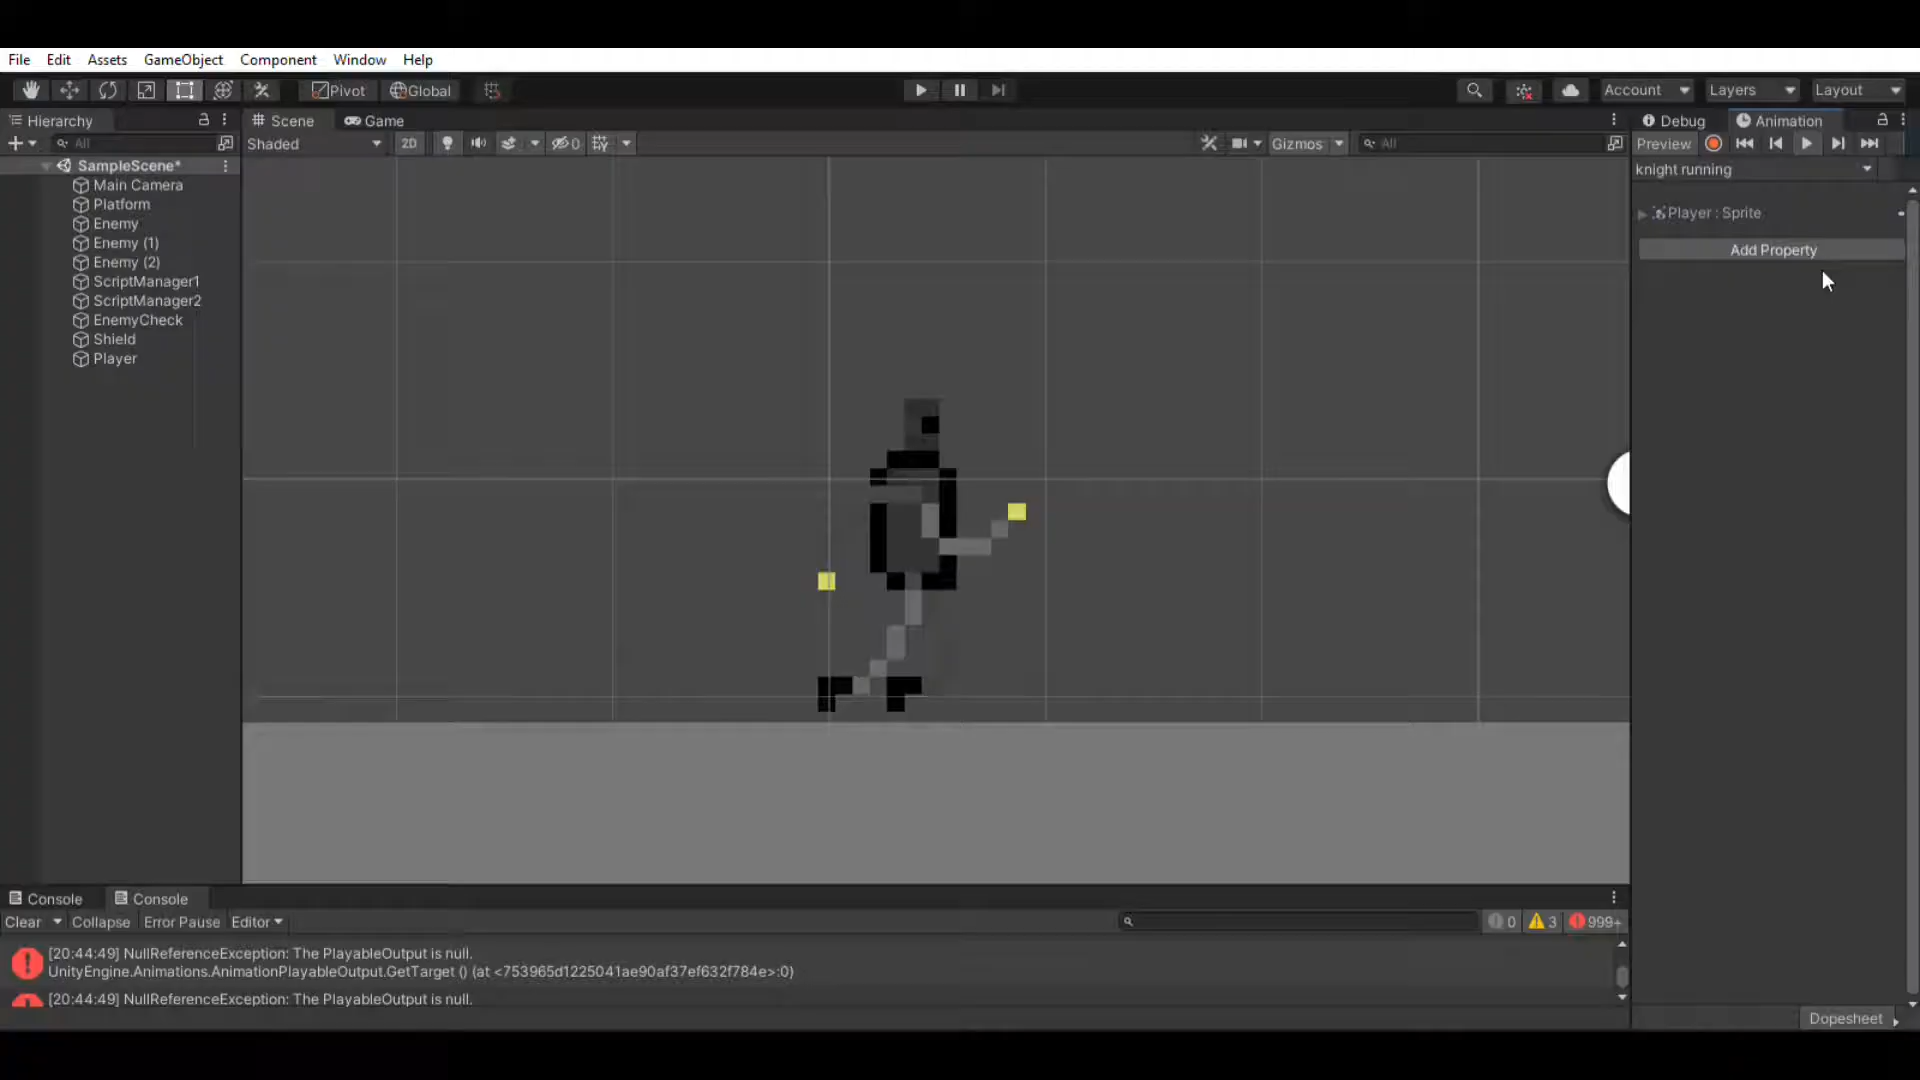 File Edit Assets GameObject Component Window Help
Pivot Global Account Layers Layout
Hierarchy Scene Game Debug Animation
All Shaded 2D 0 Gizmos All Preview
SampleScene* knight running
Main Camera
Platform
Enemy
Enemy (1)
Enemy (2)
ScriptManager1
ScriptManager2
EnemyCheck
Shield
Player
Player : Sprite
Add Property
Console Console
Clear Collapse Error Pause Editor 0 3 999+
[20:44:49] NullReferenceException: The PlayableOutput is null.
UnityEngine.Animations.AnimationPlayableOutput.GetTarget () (at <753965d1225041ae90af37ef632f784e>:0)
[20:44:49] NullReferenceException: The PlayableOutput is null.
Dopesheet